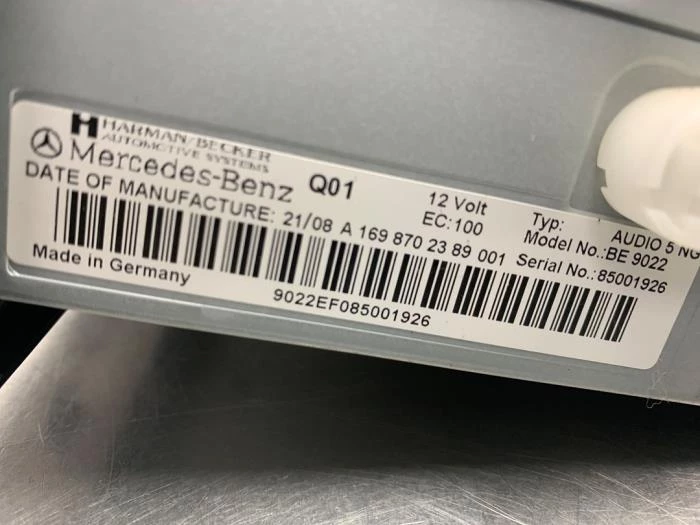 HARMAN/BECKER
AUTOMOTIVE SYSTEMS
Mercedes-Benz Q01 12 Volt Typ: AUDIO 5 NG
EC:100 Model No.:BE 9022
DATE OF MANUFACTURE: 21/08 A 169 870 23 89 001 Serial No.:85001926
Made in Germany
9022EF085001926